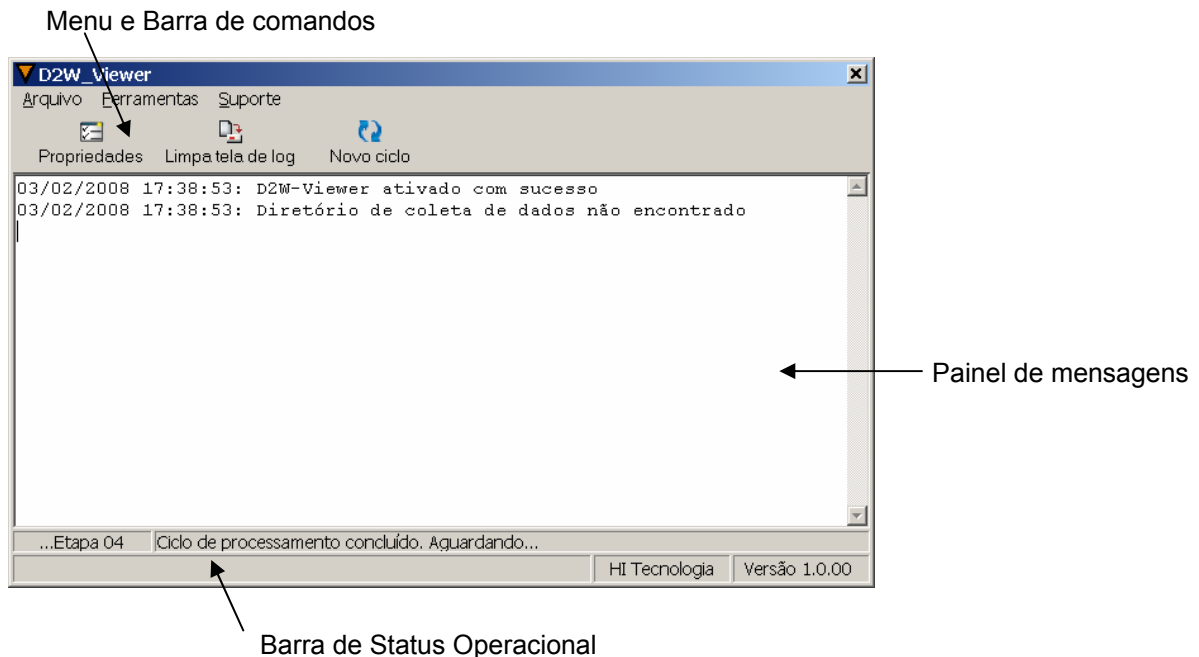 Menu e Barra de comandos
D2W_Viewer
Arquivo Ferramentas Suporte
Propriedades Limpa tela de log Novo ciclo
03/02/2008 17:38:53: D2W-Viewer ativado com sucesso
03/02/2008 17:38:53: Diretório de coleta de dados não encontrado
Painel de mensagens
...Etapa 04 Ciclo de processamento concluído. Aguardando...
HI Tecnologia Versão 1.0.00
Barra de Status Operacional